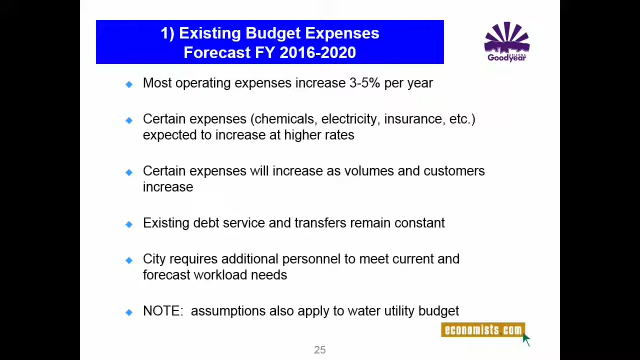 1) Existing Budget Expenses
Forecast FY 2016-2020
Goodyear
Most operating expenses increase 3-5% per year
Certain expenses (chemicals, electricity, insurance, etc.)
expected to increase at higher rates
Certain expenses will increase as volumes and customers
increase
Existing debt service and transfers remain constant
City requires additional personnel to meet current and
forecast workload needs
NOTE: assumptions also apply to water utility budget
economists.com
25